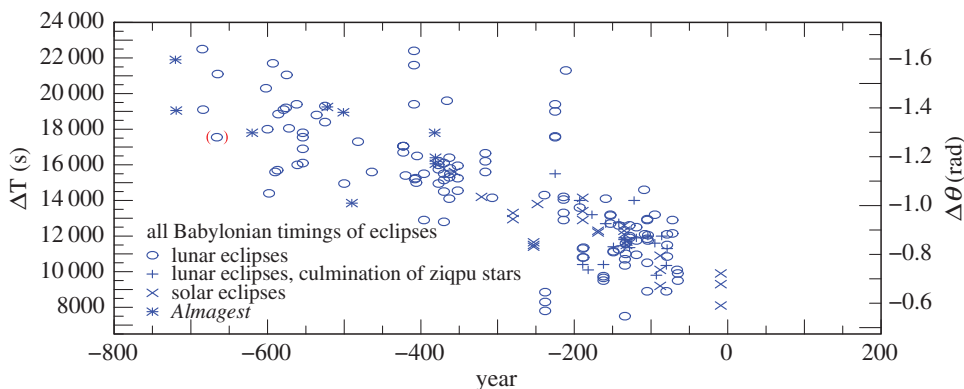 24 000
22 000
20 000
18 000
16 000
14 000
12 000
10 000
8000
ΔT (s)
( )
all Babylonian timings of eclipses
lunar eclipses
lunar eclipses, culmination of ziqpu stars
solar eclipses
Almagest
−1.6
−1.4
−1.2
−1.0
−0.8
−0.6
Δθ (rad)
−800 −600 −400 −200 0 200
year